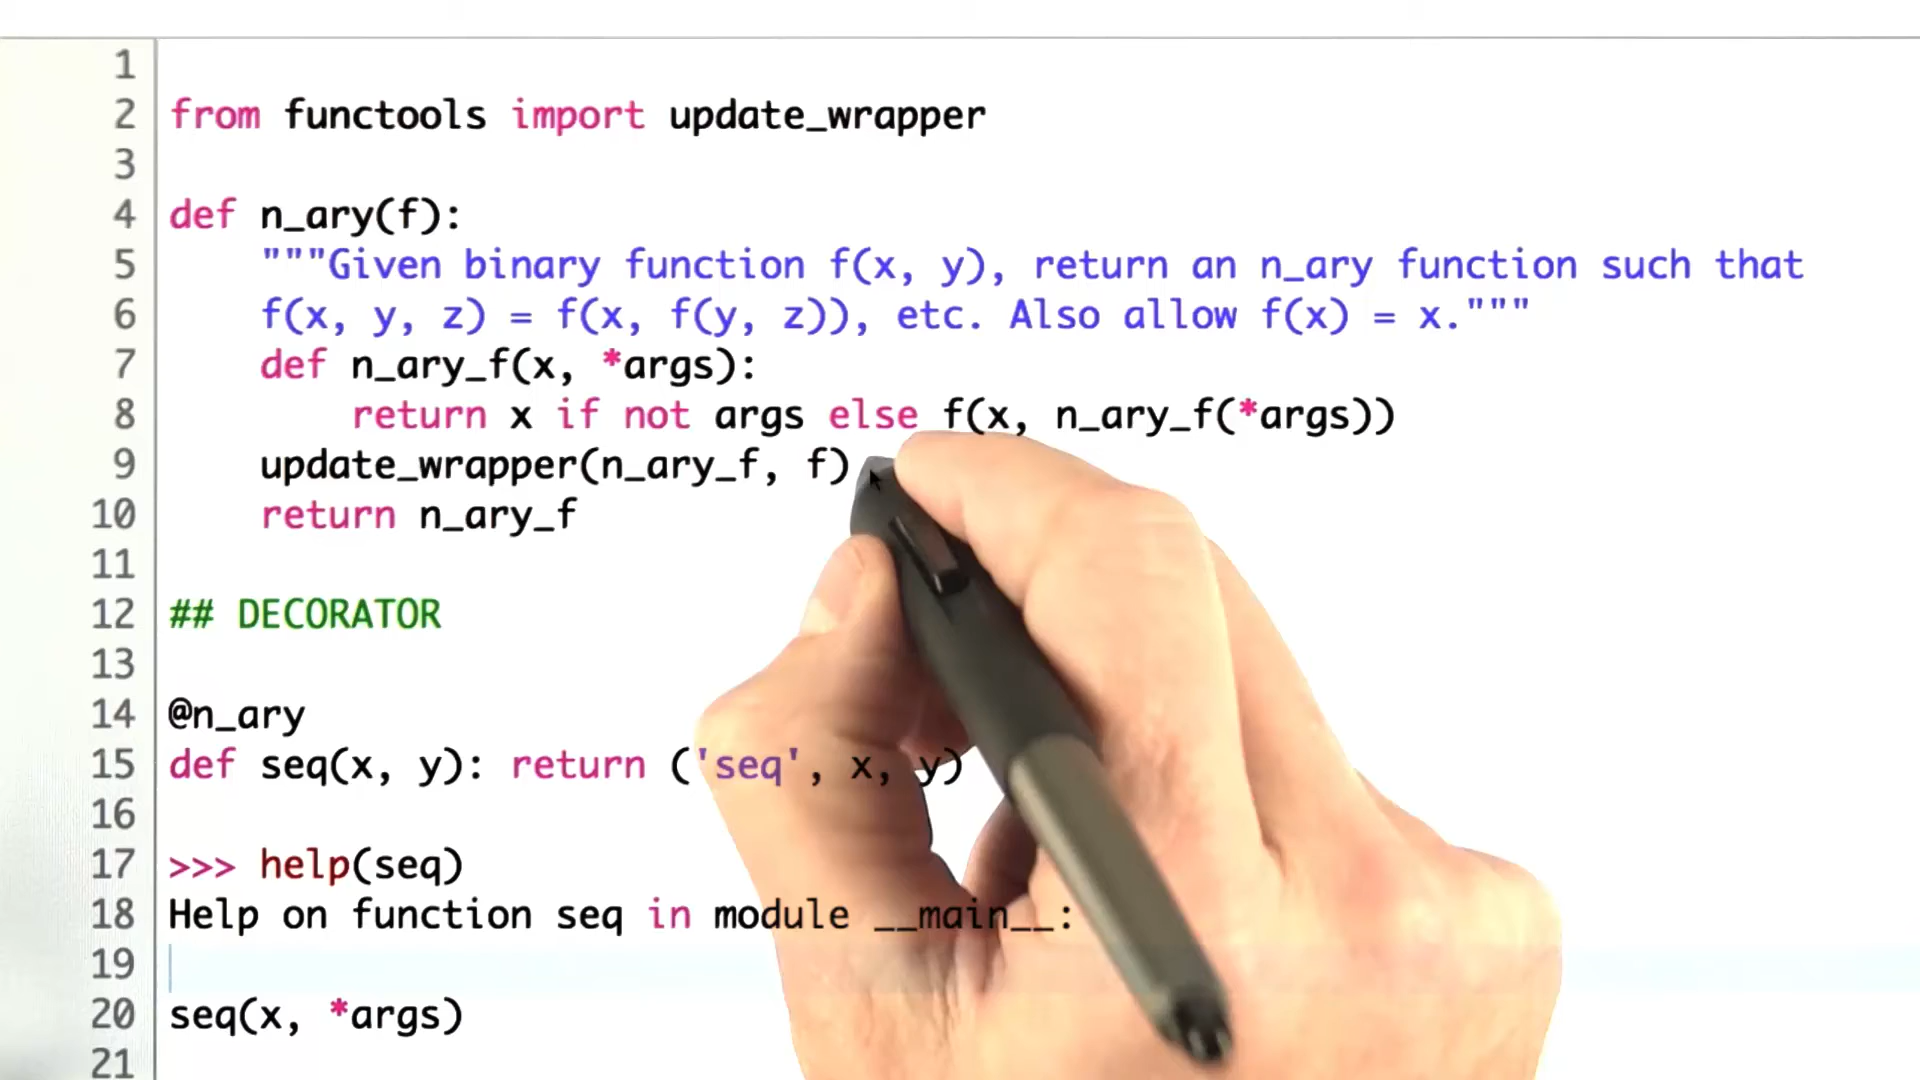 1
2 from functools import update_wrapper
3
4 def n_ary(f):
5     """Given binary function f(x, y), return an n_ary function such that
6     f(x, y, z) = f(x, f(y, z)), etc. Also allow f(x) = x."""
7     def n_ary_f(x, *args):
8         return x if not args else f(x, n_ary_f(*args))
9     update_wrapper(n_ary_f, f)
10     return n_ary_f
11
12 ## DECORATOR
13
14 @n_ary
15 def seq(x, y): return ('seq', x, y)
16
17 >>> help(seq)
18 Help on function seq in module __main__:
19
20 seq(x, *args)
21